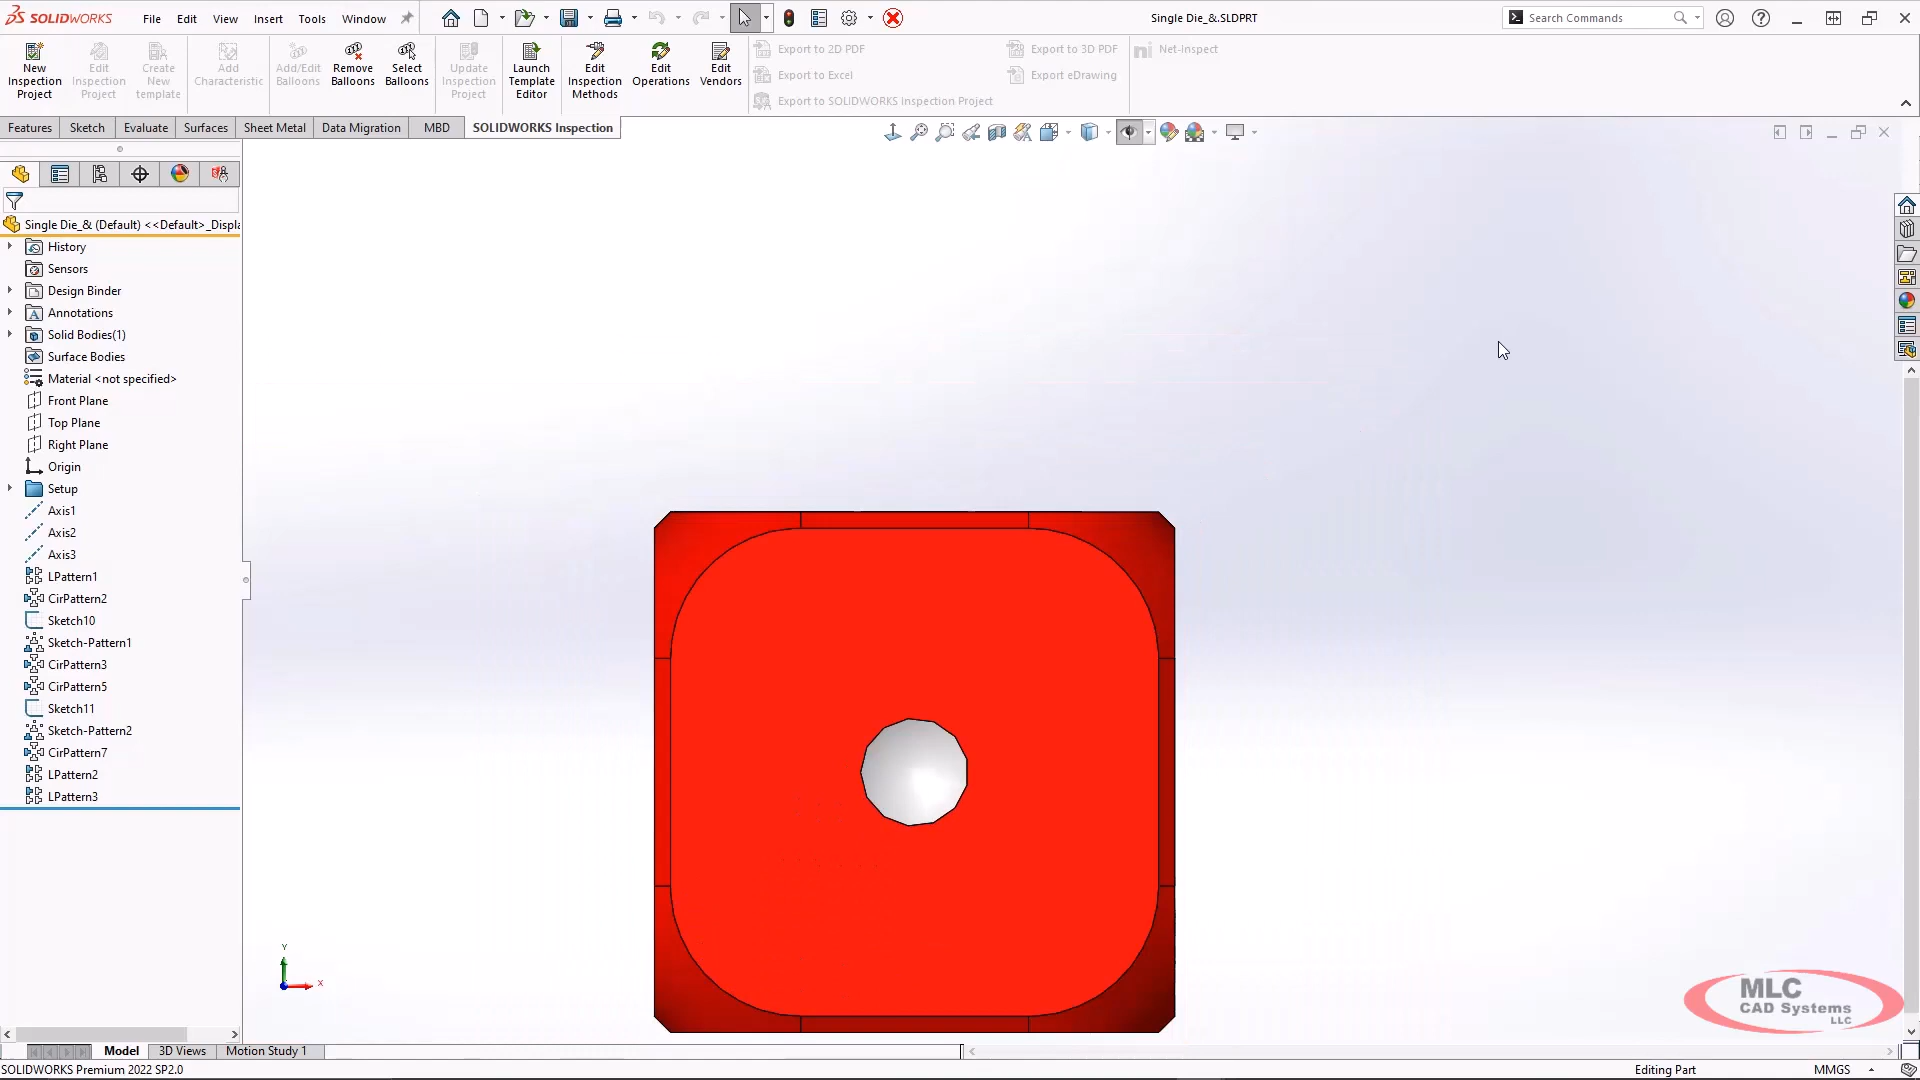 SOLIDWORKS File Edit View Insert Tools Window Single Die_&.SLDPRT Search Commands
New Inspection Project
Edit Inspection Project
Create New template
Add Characteristic
Add/Edit Balloons
Remove Balloons
Select Balloons
Update Inspection Project
Launch Template Editor
Edit Inspection Methods
Edit Operations
Edit Vendors
Export to 2D PDF
Export to Excel
Export to SOLIDWORKS Inspection Project
Export to 3D PDF
Export eDrawing
Net-Inspect
Features Sketch Evaluate Surfaces Sheet Metal Data Migration MBD SOLIDWORKS Inspection
Single Die_& (Default) <<Default>_Displa
History
Sensors
Design Binder
Annotations
Solid Bodies(1)
Surface Bodies
Material <not specified>
Front Plane
Top Plane
Right Plane
Origin
Setup
Axis1
Axis2
Axis3
LPattern1
CirPattern2
Sketch10
Sketch-Pattern1
CirPattern3
CirPattern5
Sketch11
Sketch-Pattern2
CirPattern7
LPattern2
LPattern3
Y
X
MLC
CAD Systems
LLC
Model 3D Views Motion Study 1
SOLIDWORKS Premium 2022 SP2.0 Editing Part MMGS